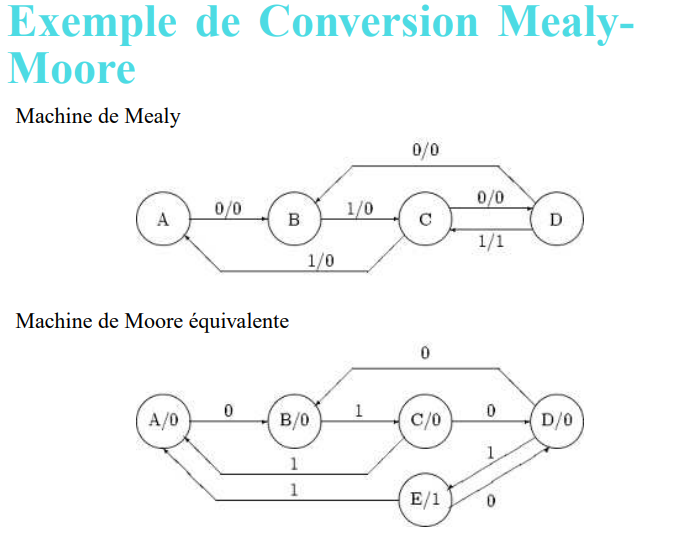 Exemple de Conversion Mealy-
Moore
Machine de Mealy
0/0
A 0/0 B 1/0 C 0/0 D
1/1
1/0
Machine de Moore équivalente
0
A/0 0 B/0 1 C/0 0 D/0
1
1
1
E/1 0